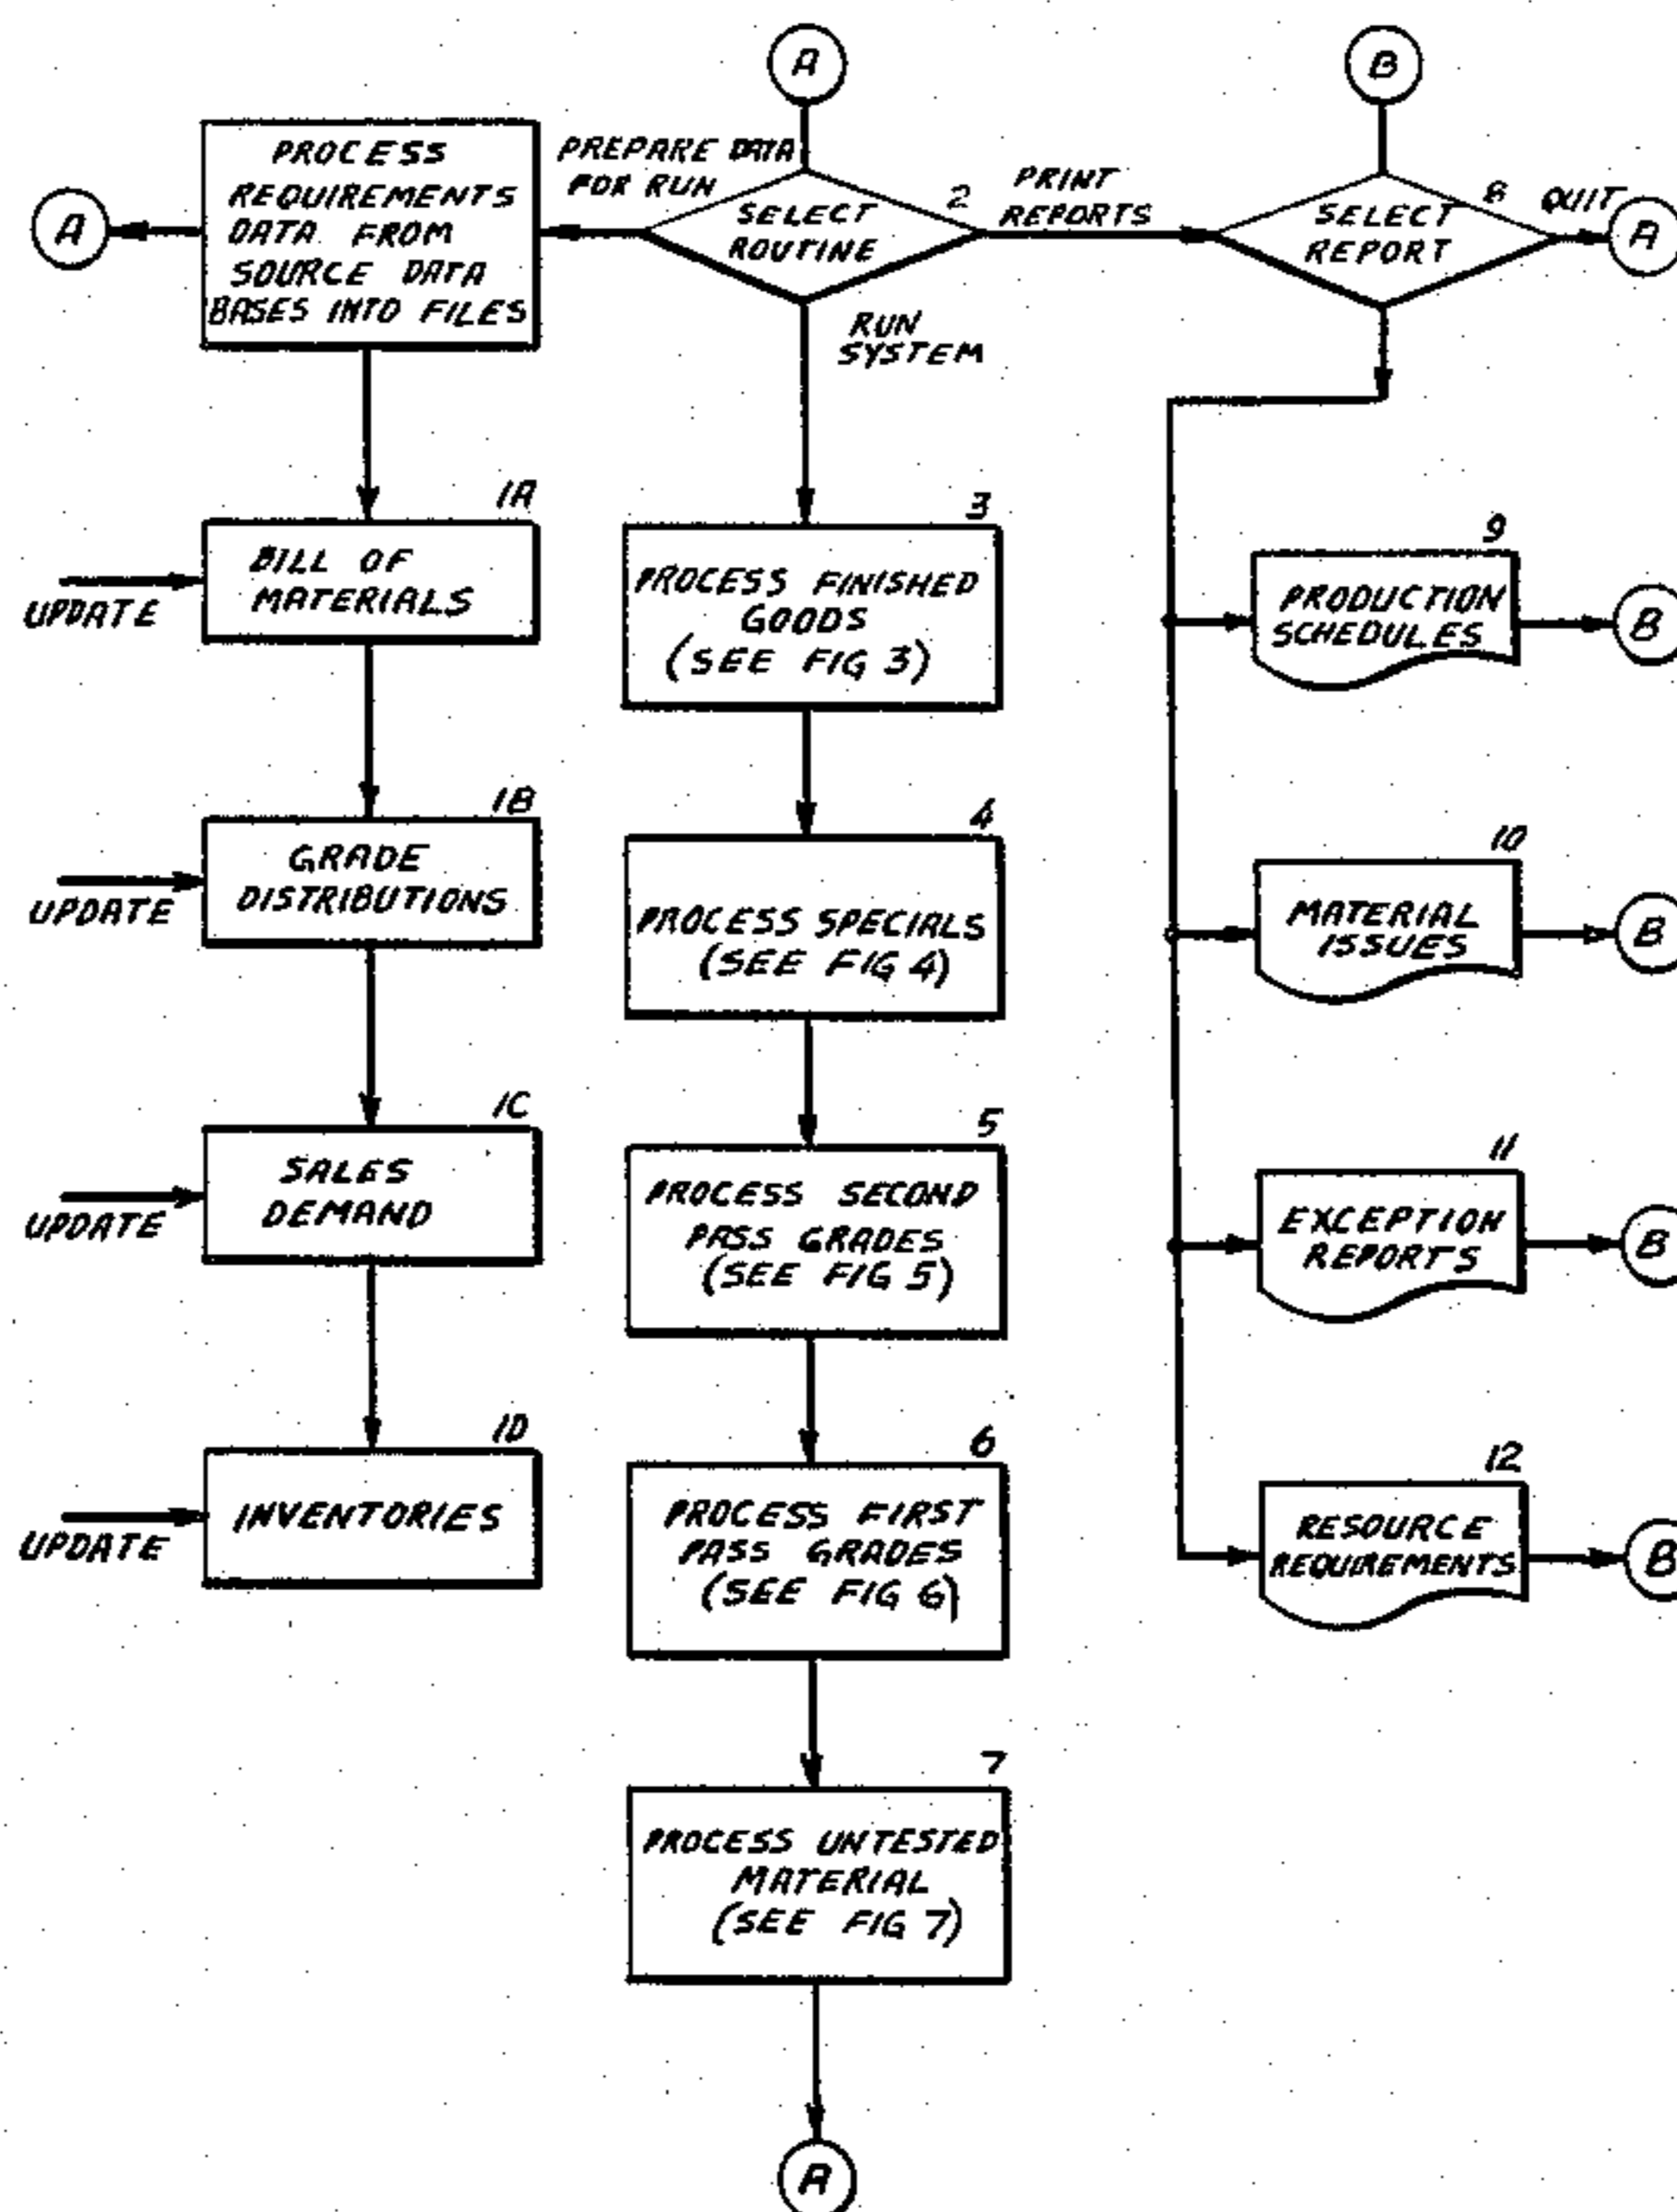 A
B
PROCESS
REQUIREMENTS
DATA FROM
SOURCE DATA
BASES INTO FILES
A
PREPARE DATA
FOR RUN
2
SELECT
ROUTINE
PRINT
REPORTS
8
SELECT
REPORT
QUIT
A
RUN
SYSTEM
1A
BILL OF
MATERIALS
UPDATE
1B
GRADE
DISTRIBUTIONS
UPDATE
1C
SALES
DEMAND
UPDATE
1D
INVENTORIES
UPDATE
3
PROCESS FINISHED
GOODS
(SEE FIG 3)
4
PROCESS SPECIALS
(SEE FIG 4)
5
PROCESS SECOND
PASS GRADES
(SEE FIG 5)
6
PROCESS FIRST
PASS GRADES
(SEE FIG 6)
7
PROCESS UNTESTED
MATERIAL
(SEE FIG 7)
A
9
PRODUCTION
SCHEDULES
B
10
MATERIAL
ISSUES
B
11
EXCEPTION
REPORTS
B
12
RESOURCE
REQUIREMENTS
B